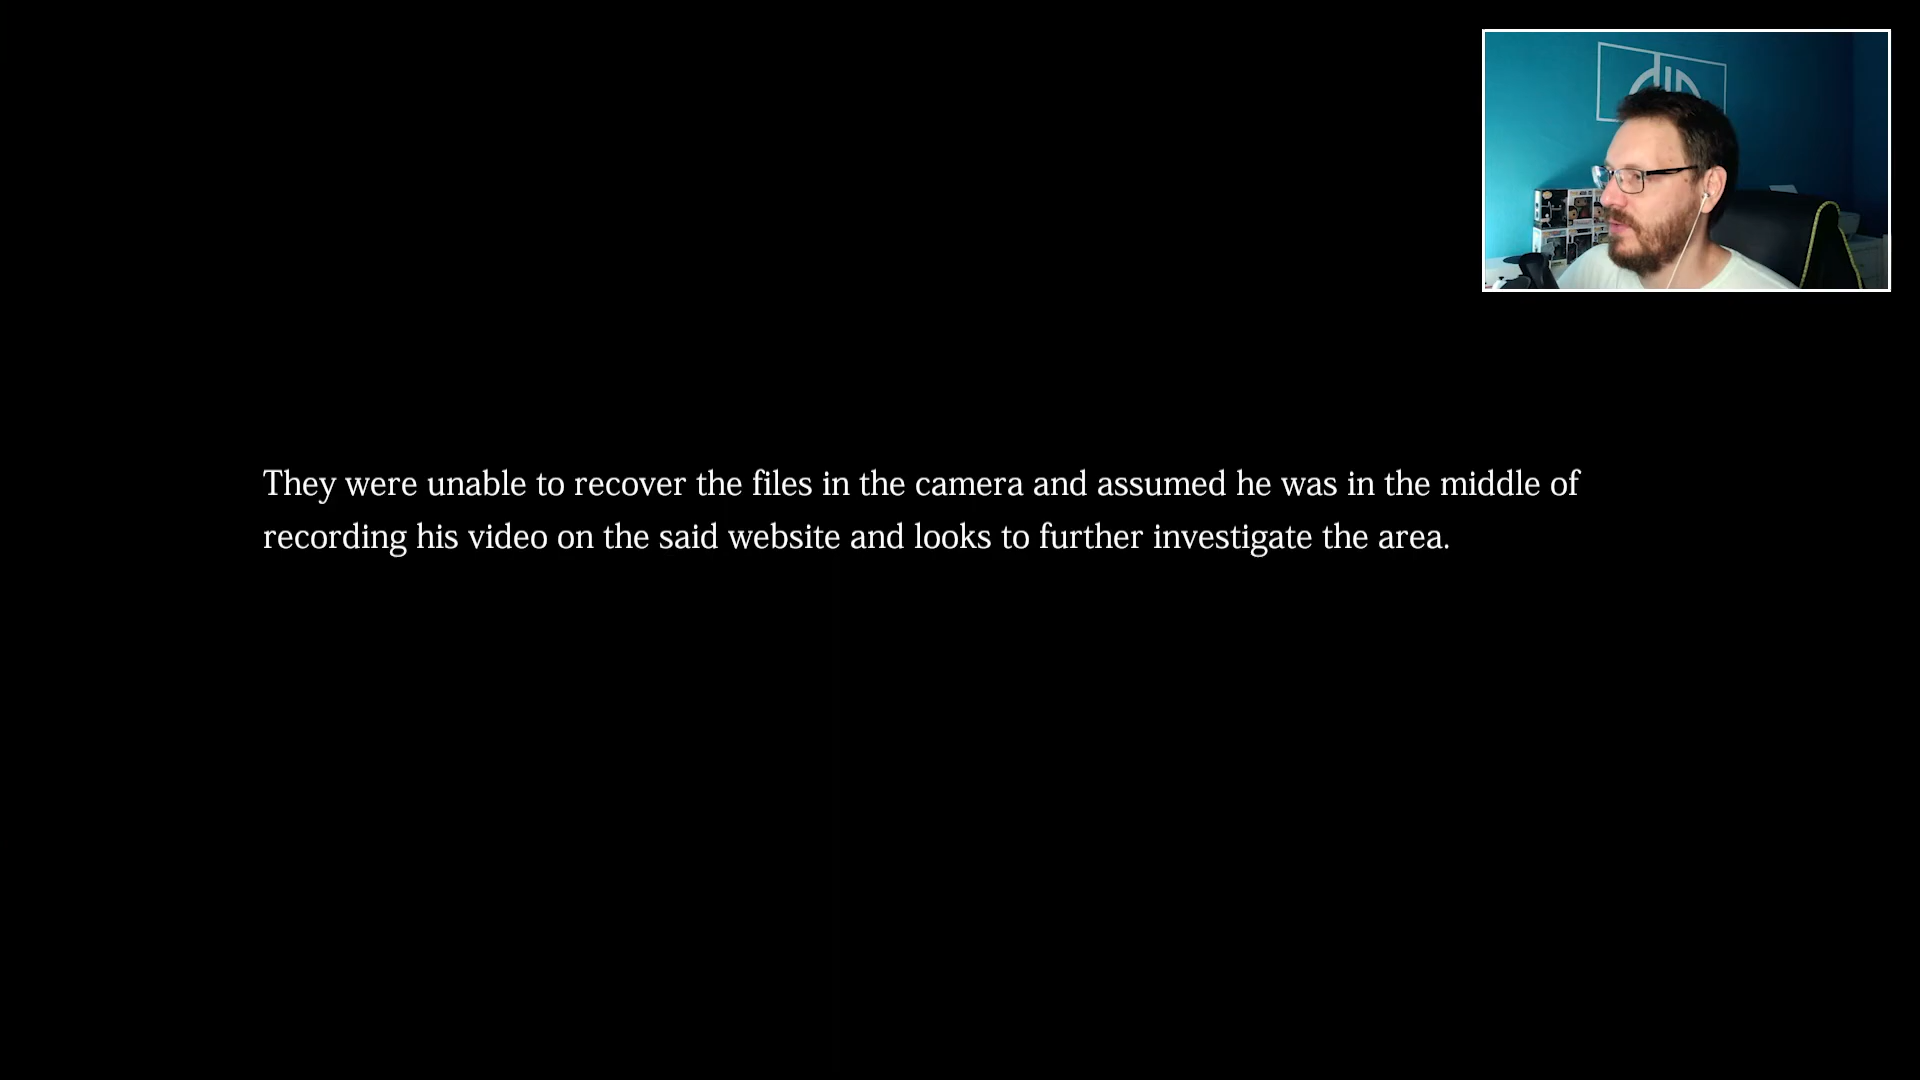 They were unable to recover the files in the camera and assumed he was in the middle of
recording his video on the said website and looks to further investigate the area.